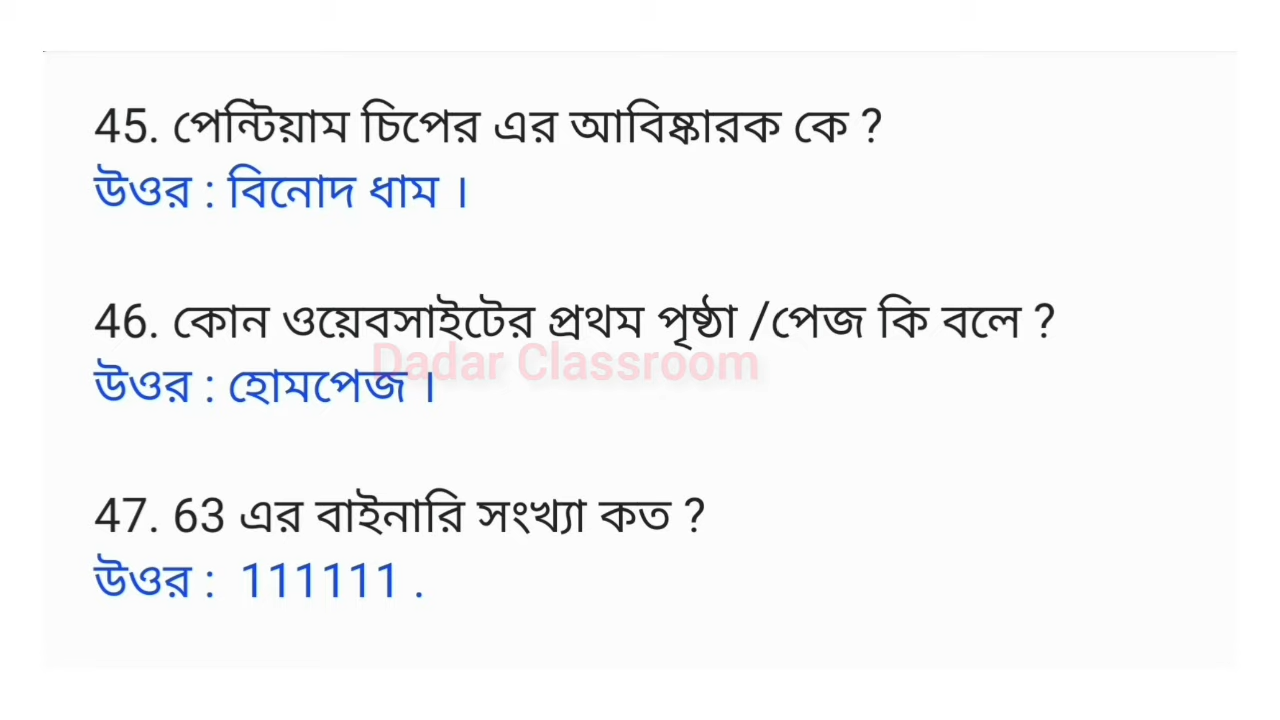 45. পেন্টিয়াম চিপের এর আবিষ্কারক কে ?
উওর : বিনোদ ধাম ।
46. কোন ওয়েবসাইটের প্রথম পৃষ্ঠা /পেজ কি বলে ?
Dadar Classroom
উওর : হোমপেজ ।
47. 63 এর বাইনারি সংখ্যা কত ?
উওর : 111111 .